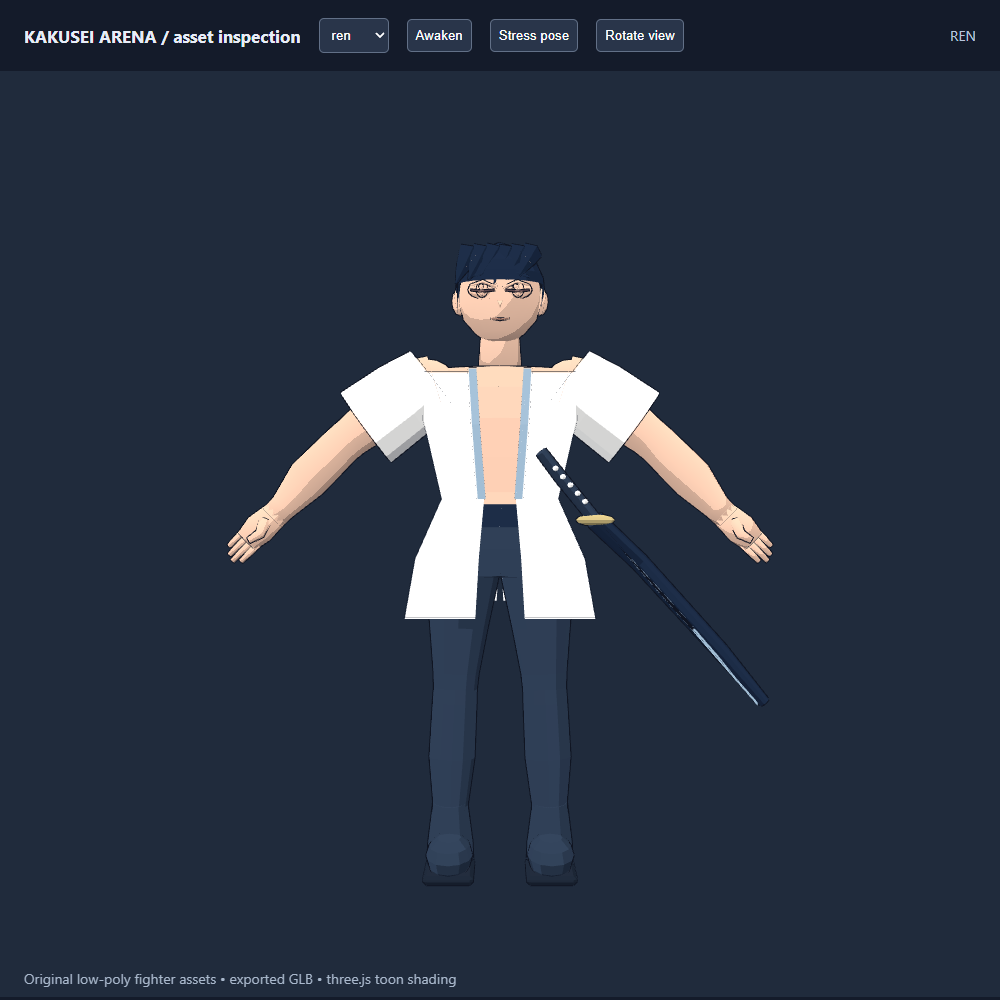 KAKUSEI ARENA / asset inspection ren Awaken Stress pose Rotate view REN
Original low-poly fighter assets • exported GLB • three.js toon shading